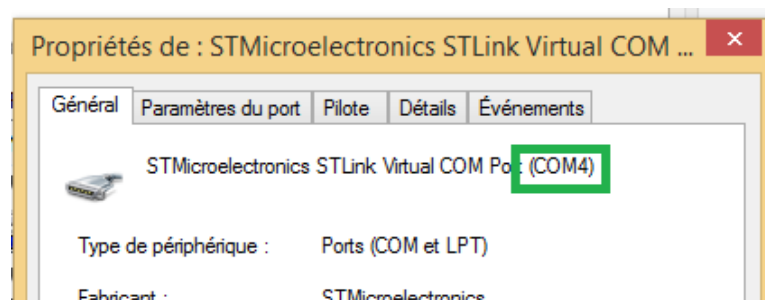 Propriétés de : STMicroelectronics STLink Virtual COM ...
Général Paramètres du port Pilote Détails Événements
STMicroelectronics STLink Virtual COM Port (COM4)
Type de périphérique : Ports (COM et LPT)
Fabricant : STMicroelectronics